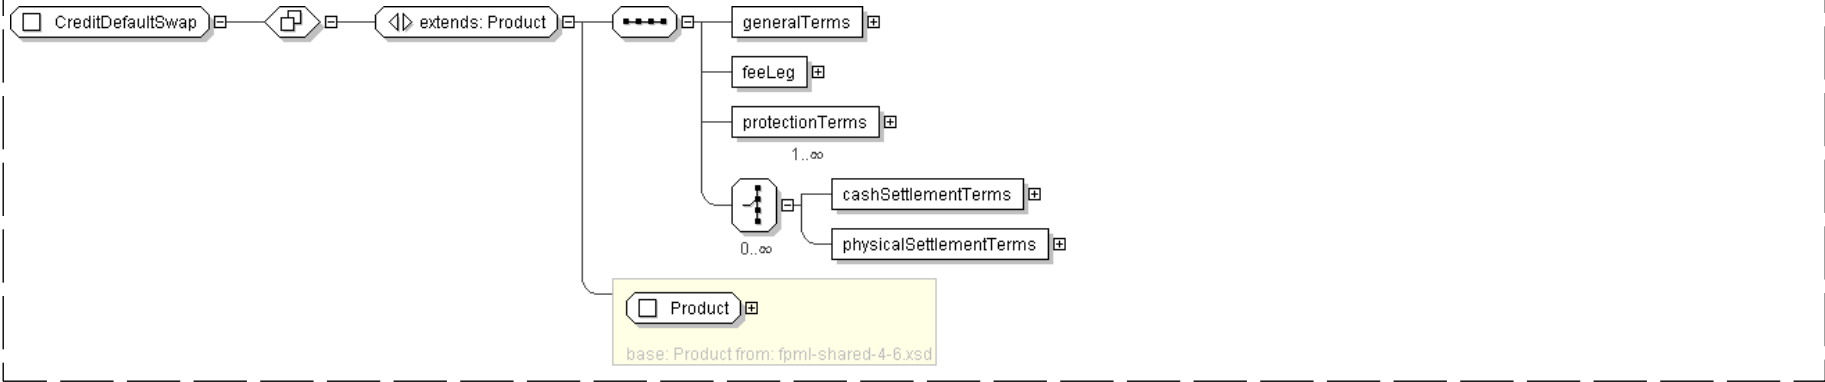 CreditDefaultSwap
extends: Product
generalTerms
feeLeg
protectionTerms
1..∞
cashSettlementTerms
0..∞
physicalSettlementTerms
Product
base: Product from: fpml-shared-4-6.xsd